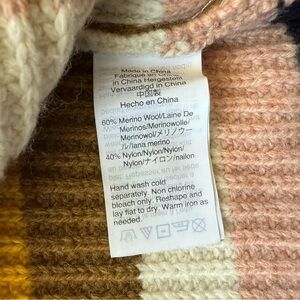 Made in China
Fabriqué en Chine
in China Hergestellt
Vervaardigd in China
中国製
Hecho en China
60% Merino Wool/Laine De
Merinos/Merinowolle/
Merinowol/メリノウー
ル/lana merino
40% Nylon/Nylon/Nylon/
Nylon/ナイロン/nailon
Hand wash cold
separately. Non chlorine
bleach only. Reshape and
lay flat to dry. Warm iron as
needed.